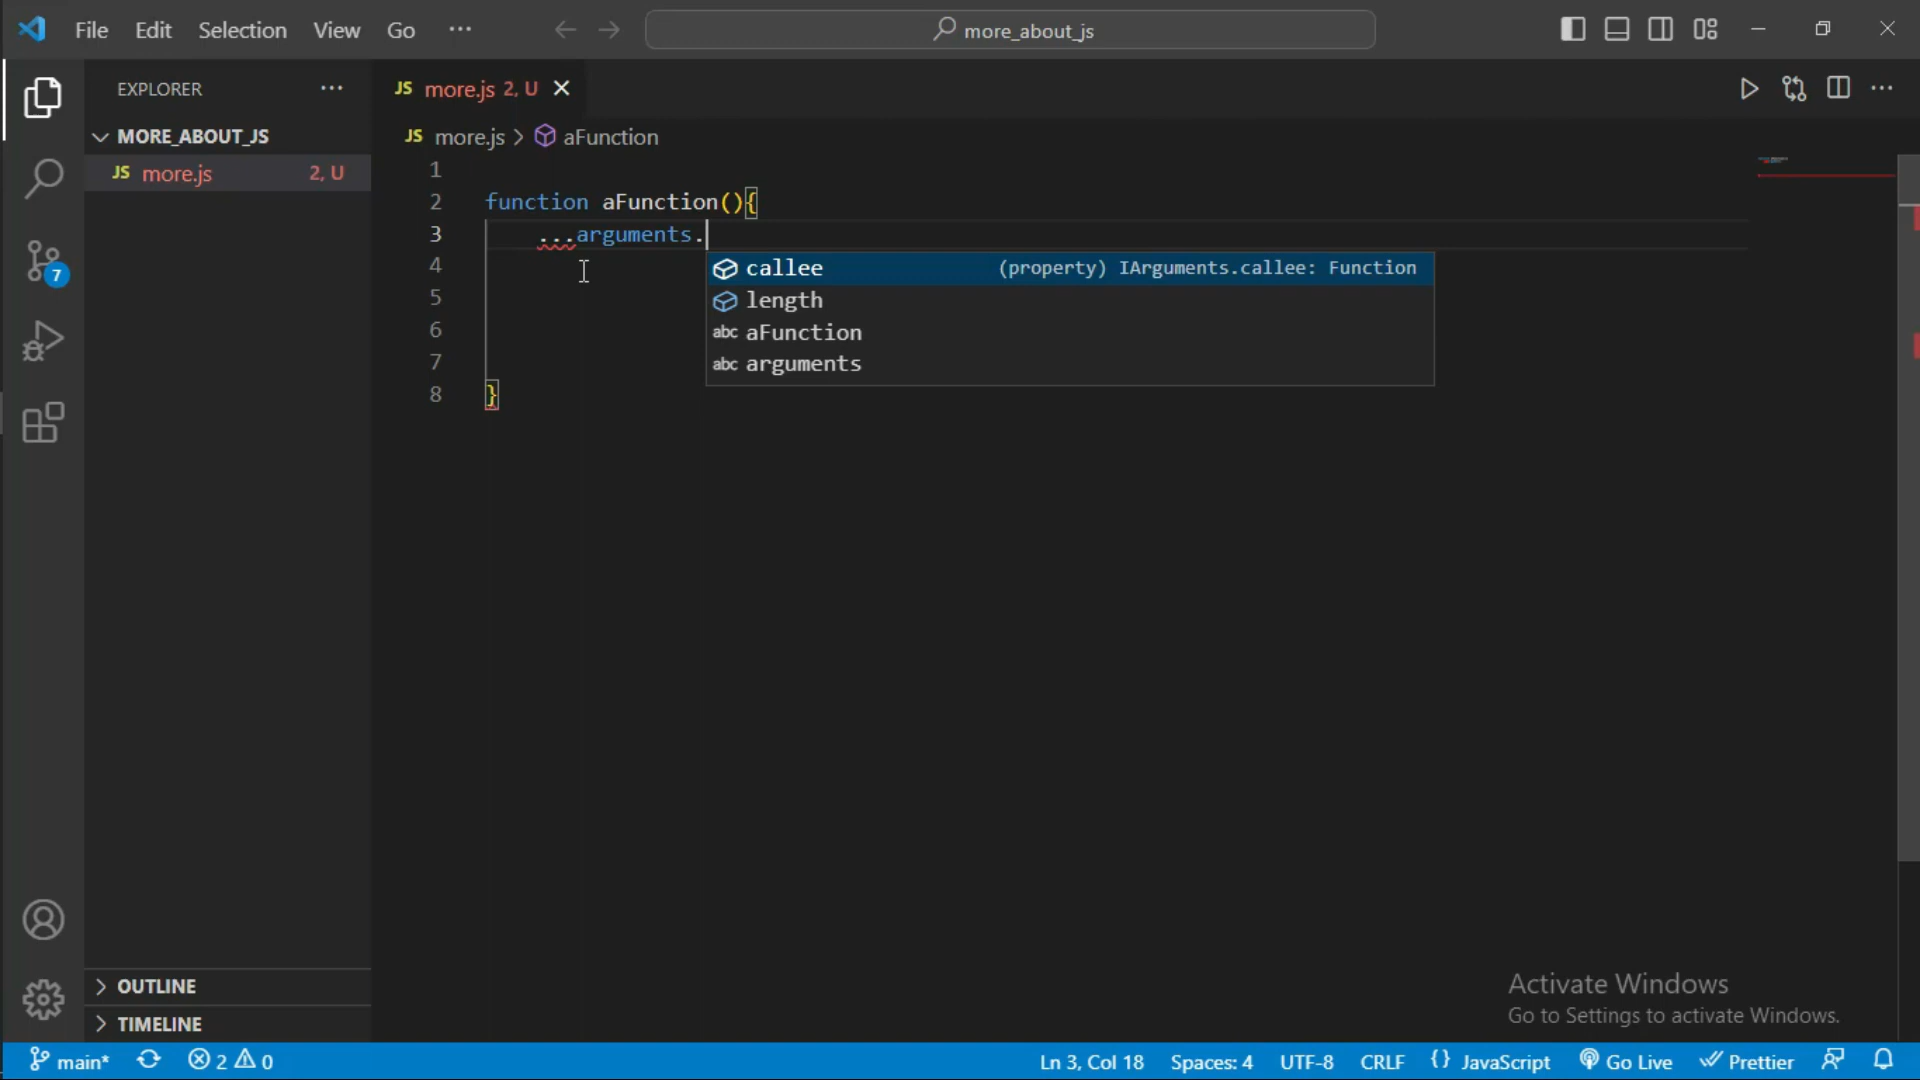 File Edit Selection View Go ··· more_about_js
EXPLORER ···
MORE_ABOUT_JS
JS more.js 2, U
JS more.js 2, U
JS more.js > aFunction
1
2 function aFunction(){
3 ...arguments.
4
5
6
7
8 }
callee (property) IArguments.callee: Function
length
abc aFunction
abc arguments
7
OUTLINE
TIMELINE
Activate Windows
Go to Settings to activate Windows.
main* 2 0 Ln 3, Col 18 Spaces: 4 UTF-8 CRLF {} JavaScript Go Live Prettier